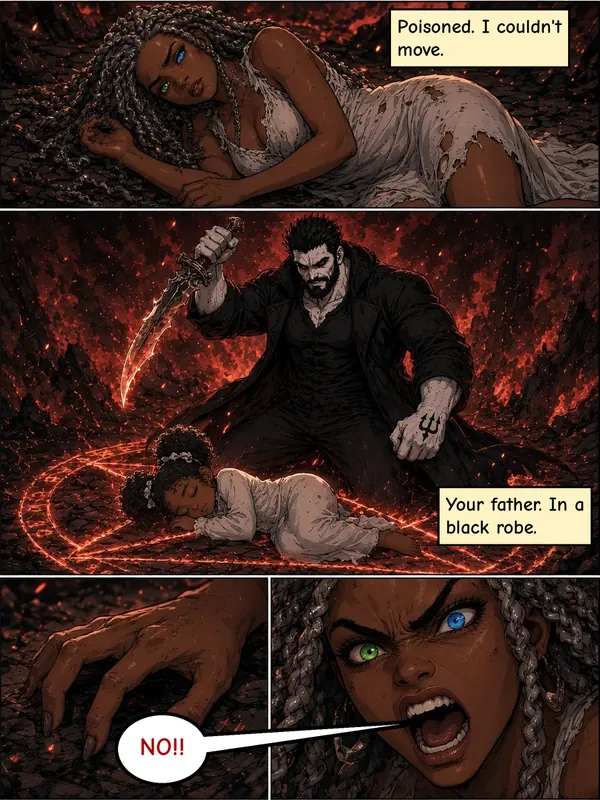 Poisoned. I couldn't
move.
Your father. In a
black robe.
NO!!